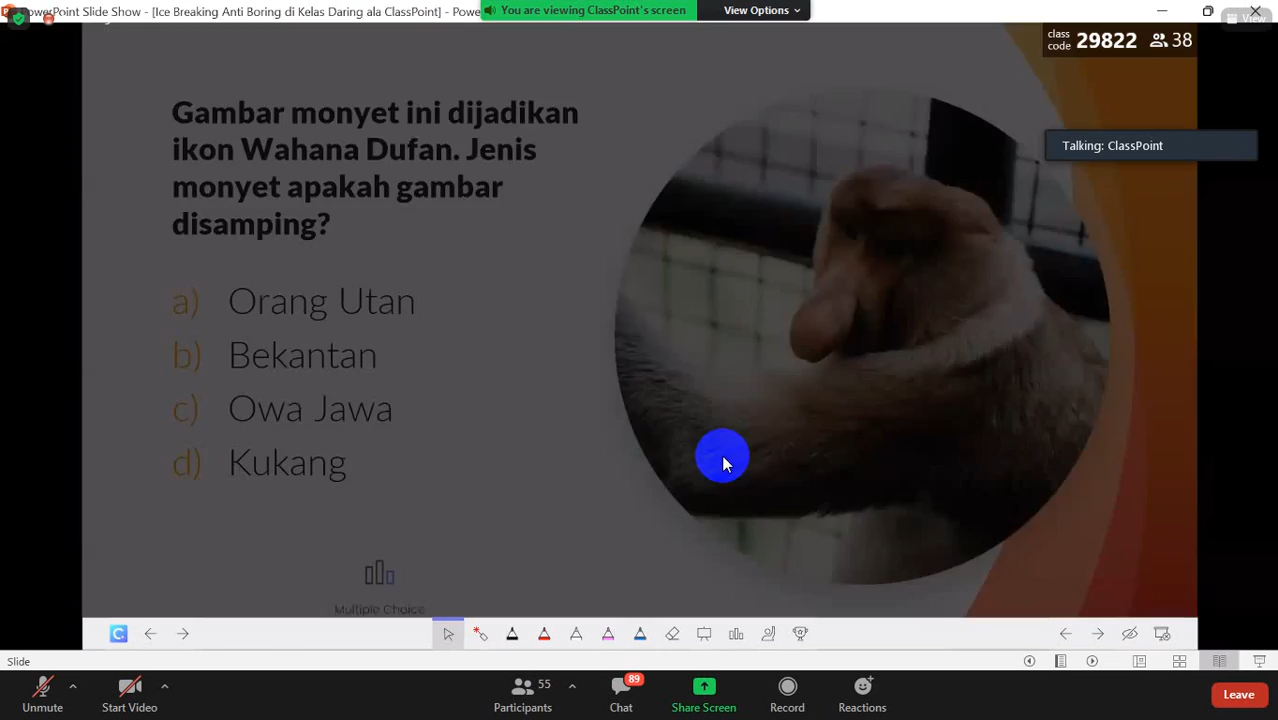 PowerPoint Slide Show - [Ice Breaking Anti Boring di Kelas Daring ala ClassPoint] - Powe
You are viewing ClassPoint's screen
View Options
View
class code 29822 38
Talking: ClassPoint
Gambar monyet ini dijadikan
ikon Wahana Dufan. Jenis
monyet apakah gambar
disamping?
a) Orang Utan
b) Bekantan
c) Owa Jawa
d) Kukang
Multiple Choice
Slide
55 89
Unmute Start Video Participants Chat Share Screen Record Reactions Leave